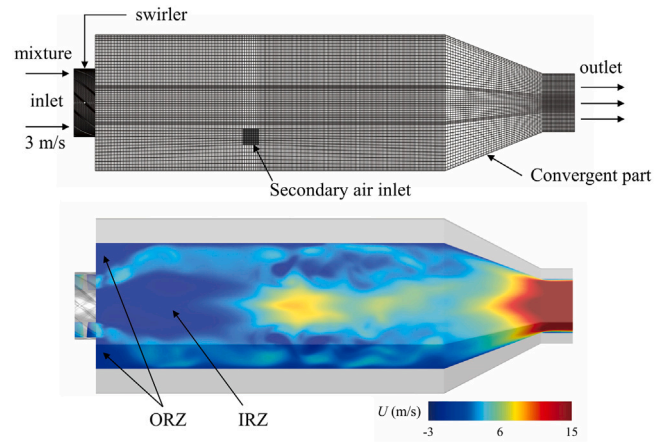 swirler
mixture
inlet
3 m/s
outlet
Secondary air inlet
Convergent part
ORZ
IRZ
U (m/s)
-3 6 15